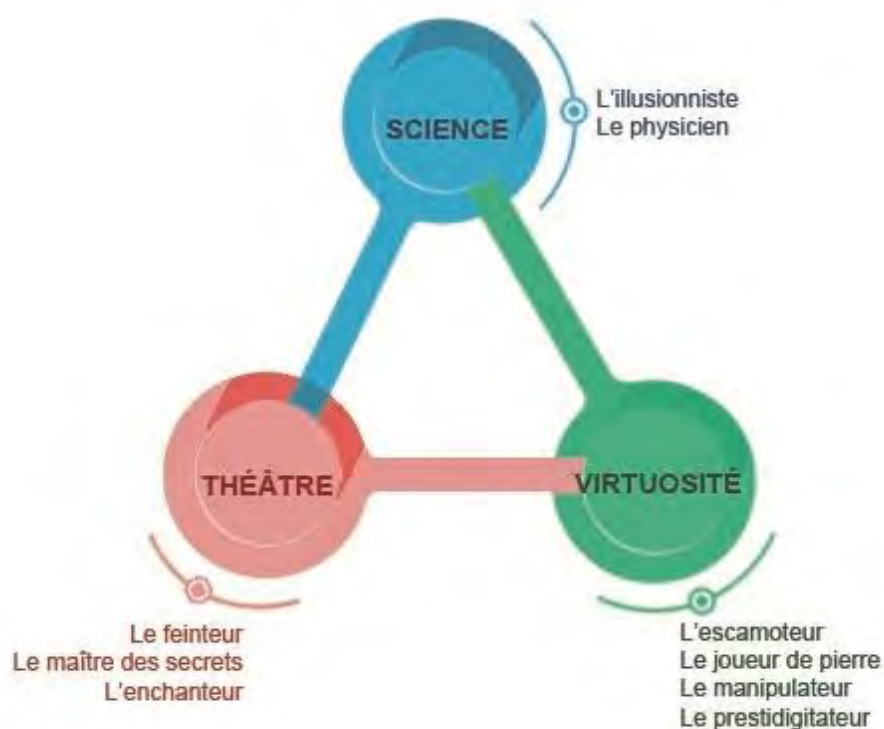 SCIENCE
L'illusionniste
Le physicien
THÉÂTRE
VIRTUOSITÉ
Le feinteur
Le maître des secrets
L'enchanteur
L'escamoteur
Le joueur de pierre
Le manipulateur
Le prestidigitateur